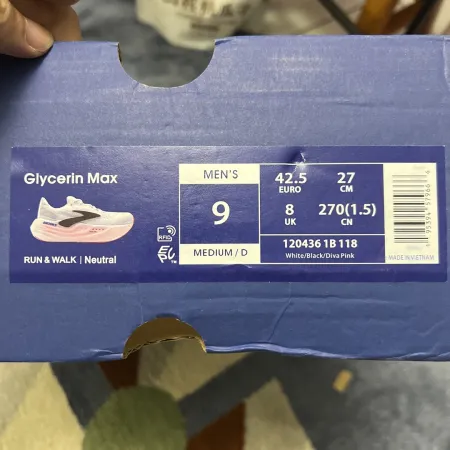 Glycerin Max
RUN & WALK | Neutral
RFID
MEN'S
9
MEDIUM / D
42.5
EURO
27
CM
8
UK
270(1.5)
CN
120436 1B 118
White/Black/Diva Pink
MADE IN VIETNAM